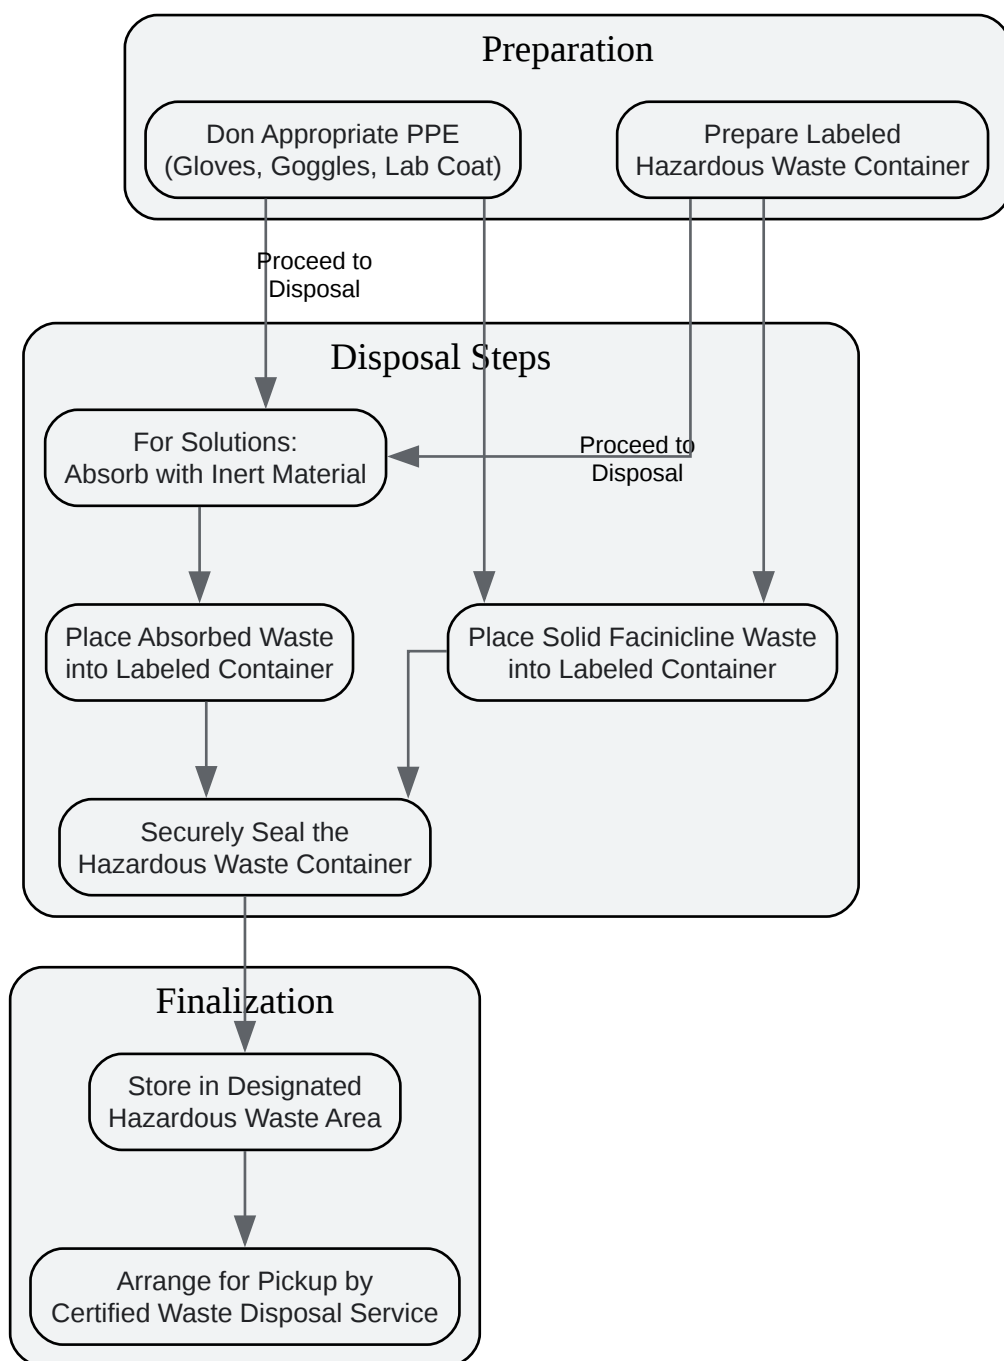 Preparation
Don Appropriate PPE
(Gloves, Goggles, Lab Coat)
Prepare Labeled
Hazardous Waste Container
Proceed to
Disposal
Disposal Steps
For Solutions:
Absorb with Inert Material
Proceed to
Disposal
Place Absorbed Waste
into Labeled Container
Place Solid Facinicline Waste
into Labeled Container
Securely Seal the
Hazardous Waste Container
Finalization
Store in Designated
Hazardous Waste Area
Arrange for Pickup by
Certified Waste Disposal Service